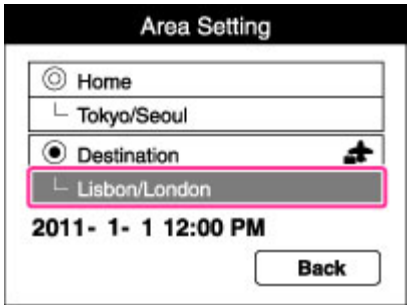 Area Setting
Home
Tokyo/Seoul
Destination
Lisbon/London
2011- 1- 1 12:00 PM
Back